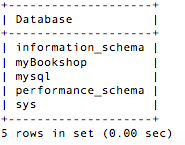 +--------------------+
| Database           |
+--------------------+
| information_schema |
| myBookshop         |
| mysql              |
| performance_schema |
| sys                |
+--------------------+
5 rows in set (0.00 sec)